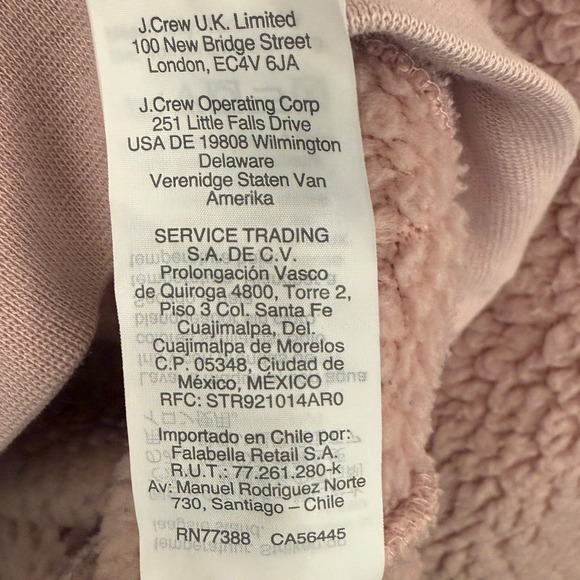 J.Crew U.K. Limited
100 New Bridge Street
London, EC4V 6JA
J.Crew Operating Corp
251 Little Falls Drive
USA DE 19808 Wilmington
Delaware
Verenidge Staten Van
Amerika
SERVICE TRADING
S.A. DE C.V.
Prolongación Vasco
de Quiroga 4800, Torre 2,
Piso 3 Col. Santa Fe
Cuajimalpa, Del.
Cuajimalpa de Morelos
C.P. 05348, Ciudad de
México, MÉXICO
RFC: STR921014AR0
Importado en Chile por:
Falabella Retail S.A.
R.U.T.: 77.261.280-k
Av: Manuel Rodriguez Norte
730, Santiago – Chile
RN77388 CA56445